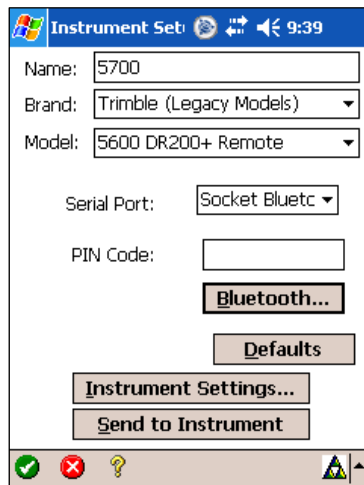 Instrument Seti 9:39
Name: 5700
Brand: Trimble (Legacy Models)
Model: 5600 DR200+ Remote
Serial Port: Socket Bluetc
PIN Code:
Bluetooth...
Defaults
Instrument Settings...
Send to Instrument